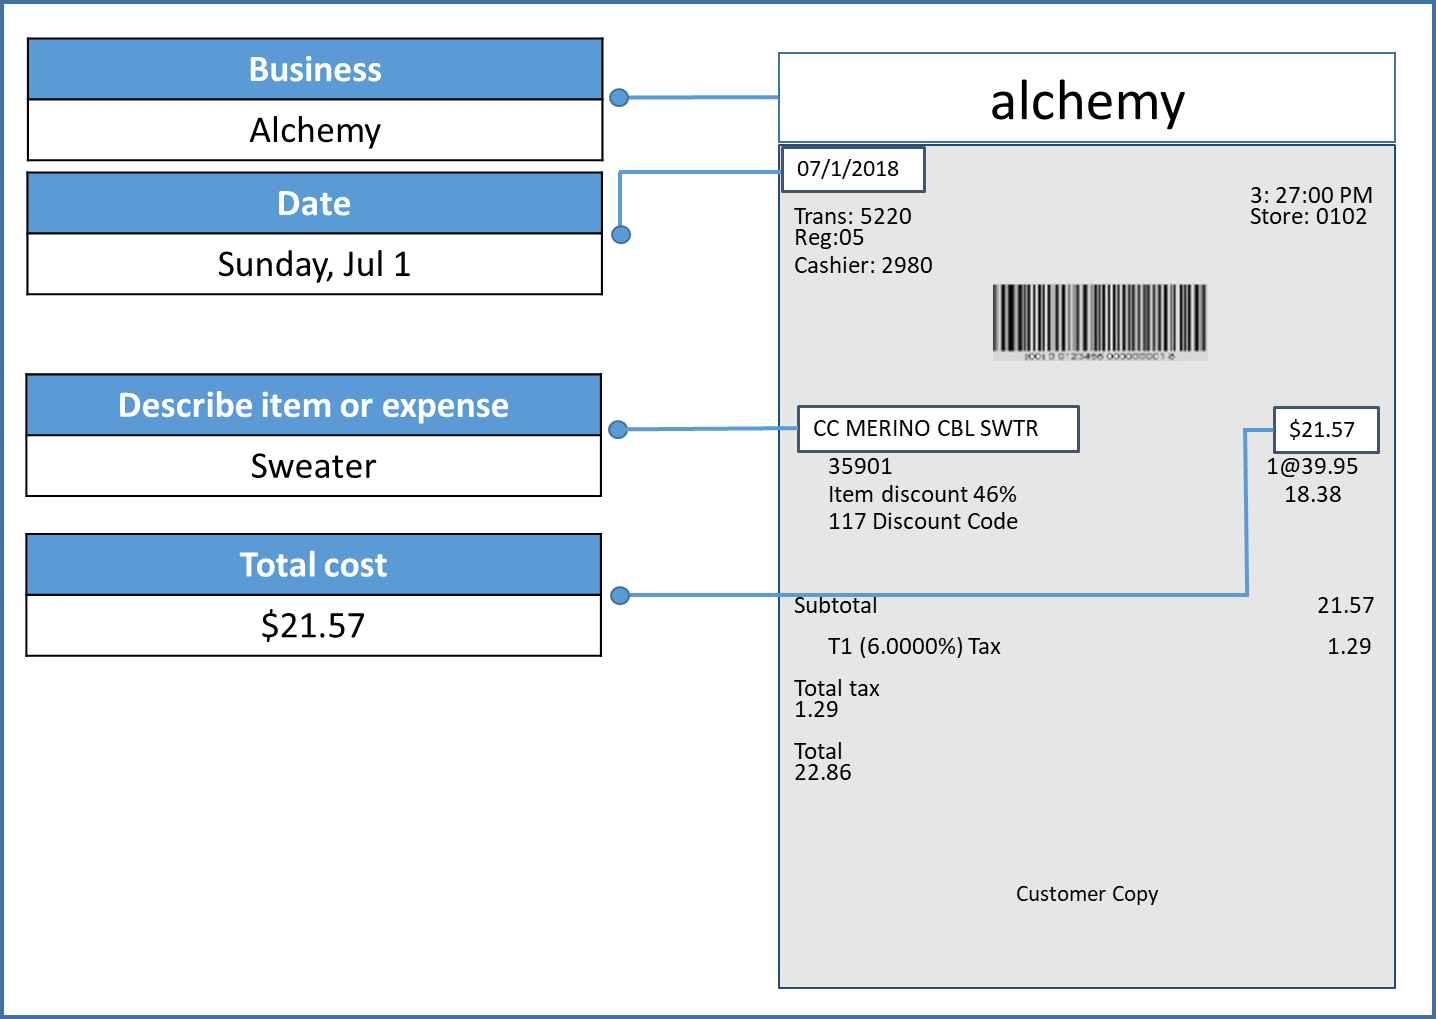 Business
Alchemy
Date
Sunday, Jul 1
Describe item or expense
Sweater
Total cost
$21.57
alchemy
07/1/2018
3: 27:00 PM
Trans: 5220 Store: 0102
Reg:05
Cashier: 2980
CC MERINO CBL SWTR $21.57
35901 1@39.95
Item discount 46% 18.38
117 Discount Code
Subtotal 21.57
T1 (6.0000%) Tax 1.29
Total tax
1.29
Total
22.86
Customer Copy